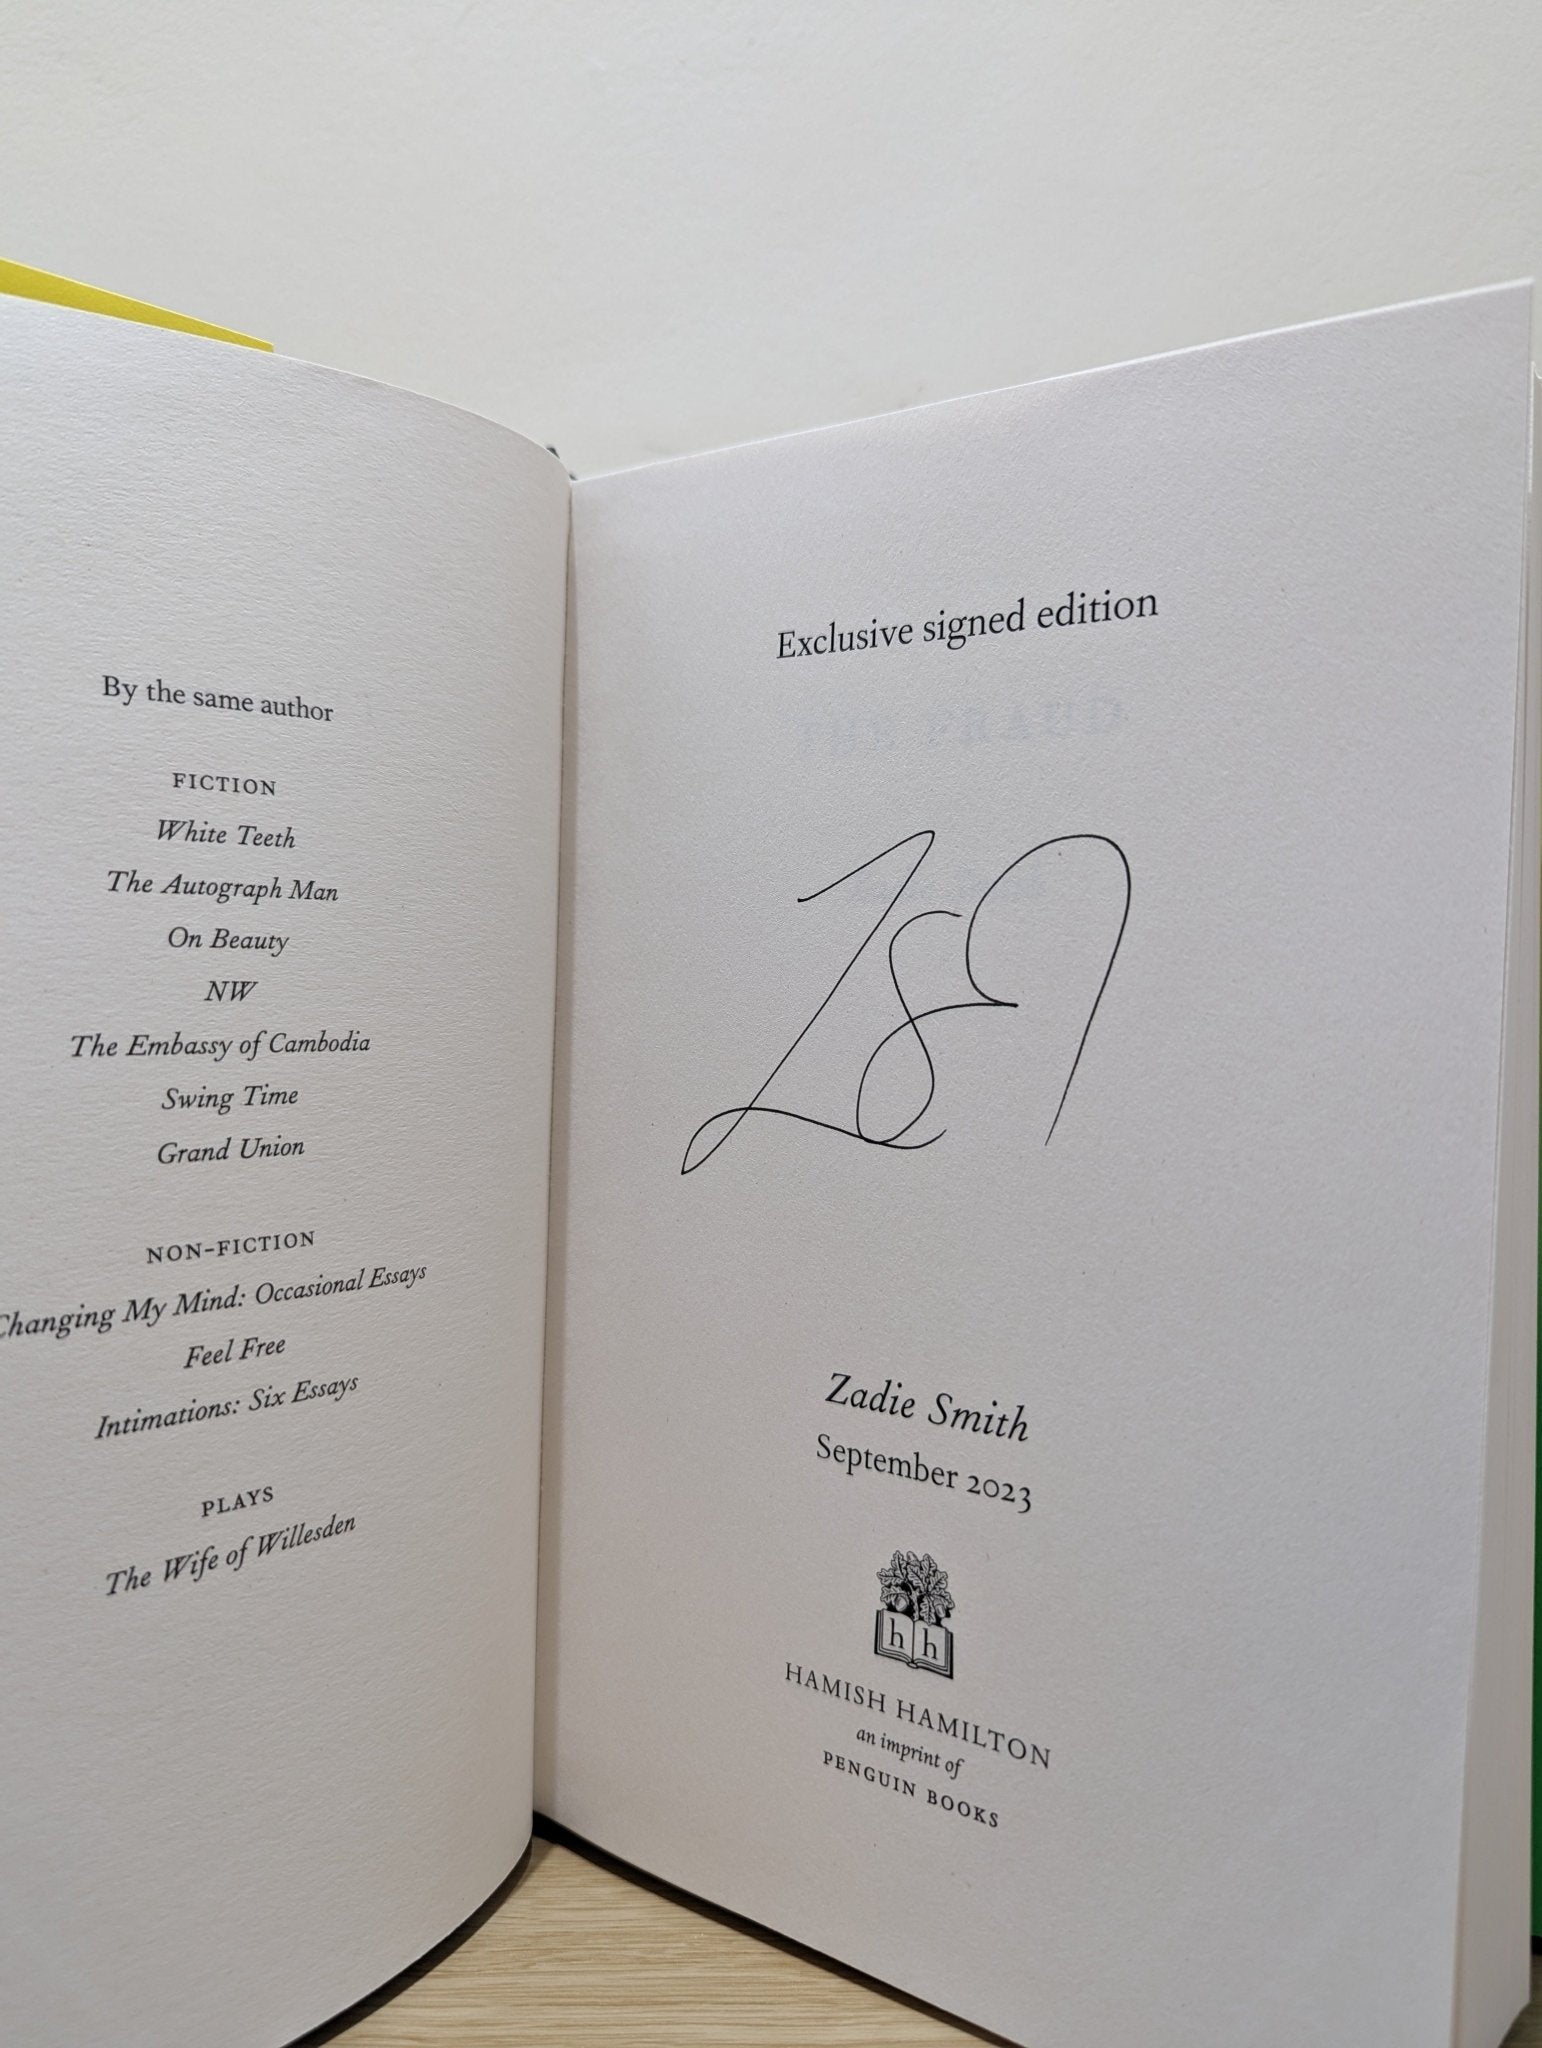 By the same author
FICTION
White Teeth
The Autograph Man
On Beauty
NW
The Embassy of Cambodia
Swing Time
Grand Union
NON-FICTION
Changing My Mind: Occasional Essays
Feel Free
Intimations: Six Essays
PLAYS
The Wife of Willesden
Exclusive signed edition
Zadie Smith
September 2023
h h
HAMISH HAMILTON
an imprint of
PENGUIN BOOKS